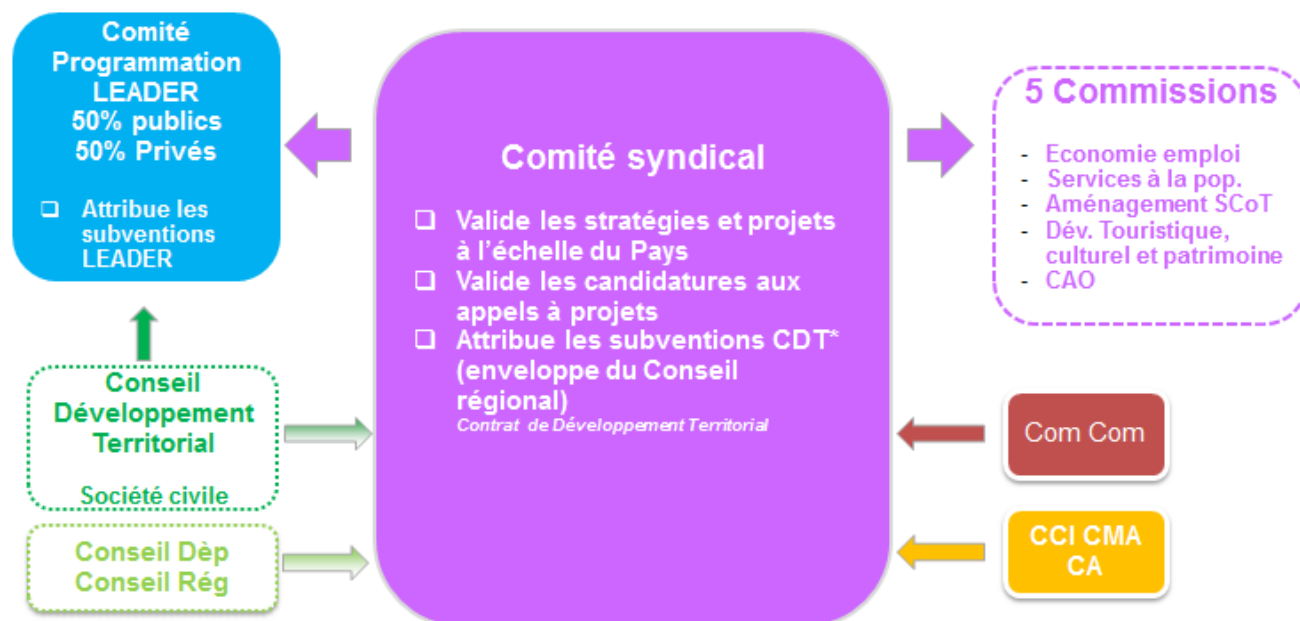 Comité
Programmation
LEADER
50% publics
50% Privés
❑ Attribue les
subventions
LEADER
Conseil
Développement
Territorial
Société civile
Conseil Dèp
Conseil Rég
Comité syndical
❑ Valide les stratégies et projets
à l'échelle du Pays
❑ Valide les candidatures aux
appels à projets
❑ Attribue les subventions CDT*
(enveloppe du Conseil
régional)
Contrat de Développement Territorial
5 Commissions
- Economie emploi
- Services à la pop.
- Aménagement SCoT
- Dév. Touristique,
culturel et patrimoine
- CAO
Com Com
CCI CMA
CA